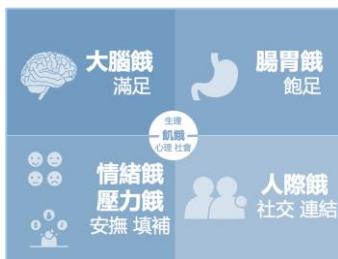 大腦餓
滿足
腸胃餓
飽足
生理
飢餓
心理 社會
情緒餓
壓力餓
安撫 填補
人際餓
社交 連結